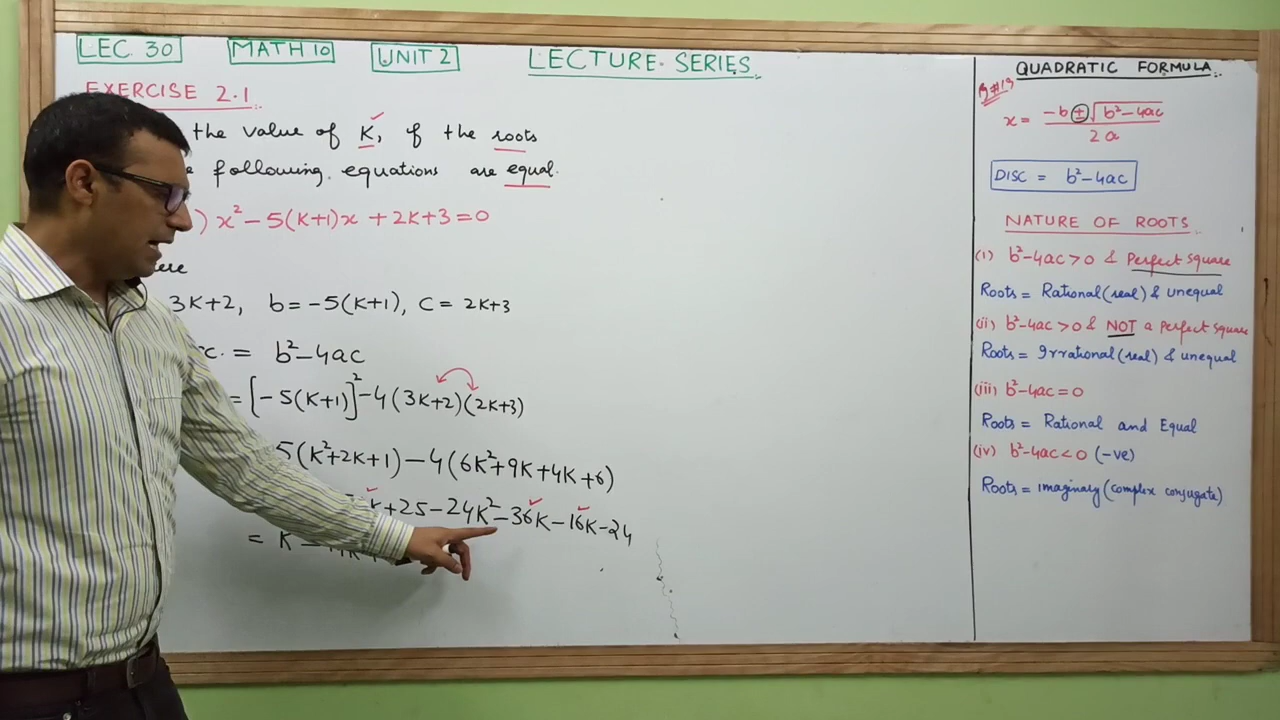 LEC. 30 MATH 10 UNIT 2 LECTURE SERIES
EXERCISE 2.1
the value of K, if the roots
following equations are equal.
) x² - 5(K+1)x + 2K+3 = 0
ere
3K+2, b = -5(K+1), C = 2K+3
c. = b² - 4ac
= [-5(K+1)]² - 4(3K+2)(2K+3)
5(K²+2K+1) - 4(6K²+9K+4K+6)
K+25-24K²-36K-16K-24
= K
QUADRATIC FORMULA
x = (-b ± √(b²-4ac)) / 2a
DISC = b²-4ac
NATURE OF ROOTS
(i) b²-4ac>0 & Perfect square
Roots = Rational(real) & unequal
(ii) b²-4ac>0 & NOT a perfect square
Roots = Irrational(real) & unequal
(iii) b²-4ac=0
Roots = Rational and Equal
(iv) b²-4ac<0 (-ve)
Roots = imaginary(complex conjugate)